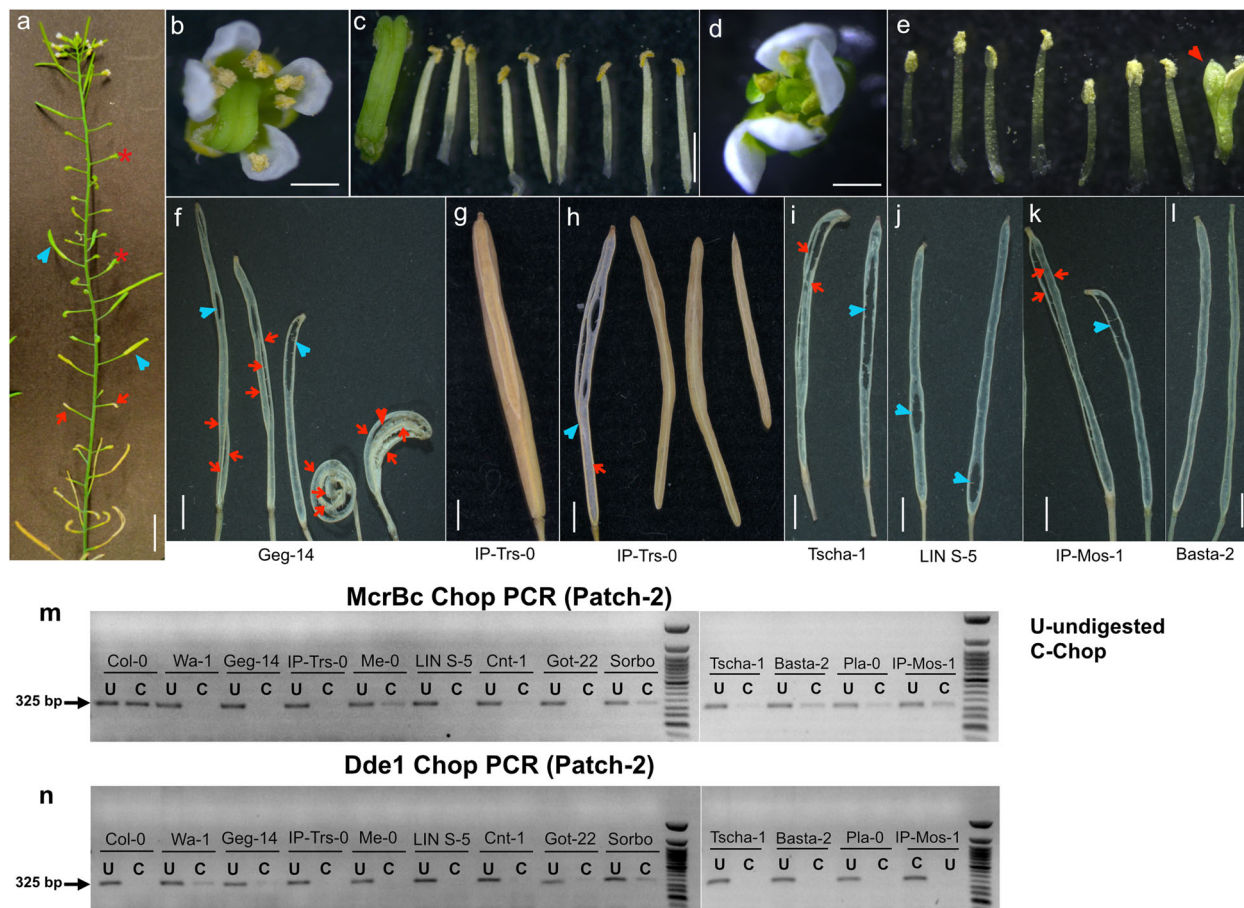 a
b
c
d
e
f
g
h
i
j
k
l
Geg-14
IP-Trs-0
IP-Trs-0
Tscha-1
LIN S-5
IP-Mos-1
Basta-2
McrBc Chop PCR (Patch-2)
m
U-undigested
C-Chop
Col-0 Wa-1 Geg-14 IP-Trs-0 Me-0 LIN S-5 Cnt-1 Got-22 Sorbo Tscha-1 Basta-2 Pla-0 IP-Mos-1
U C U C U C U C U C U C U C U C U C U C U C U C U C
325 bp
Dde1 Chop PCR (Patch-2)
n
Col-0 Wa-1 Geg-14 IP-Trs-0 Me-0 LIN S-5 Cnt-1 Got-22 Sorbo Tscha-1 Basta-2 Pla-0 IP-Mos-1
U C U C U C U C U C U C U C U C U C U C U C U C C U
325 bp